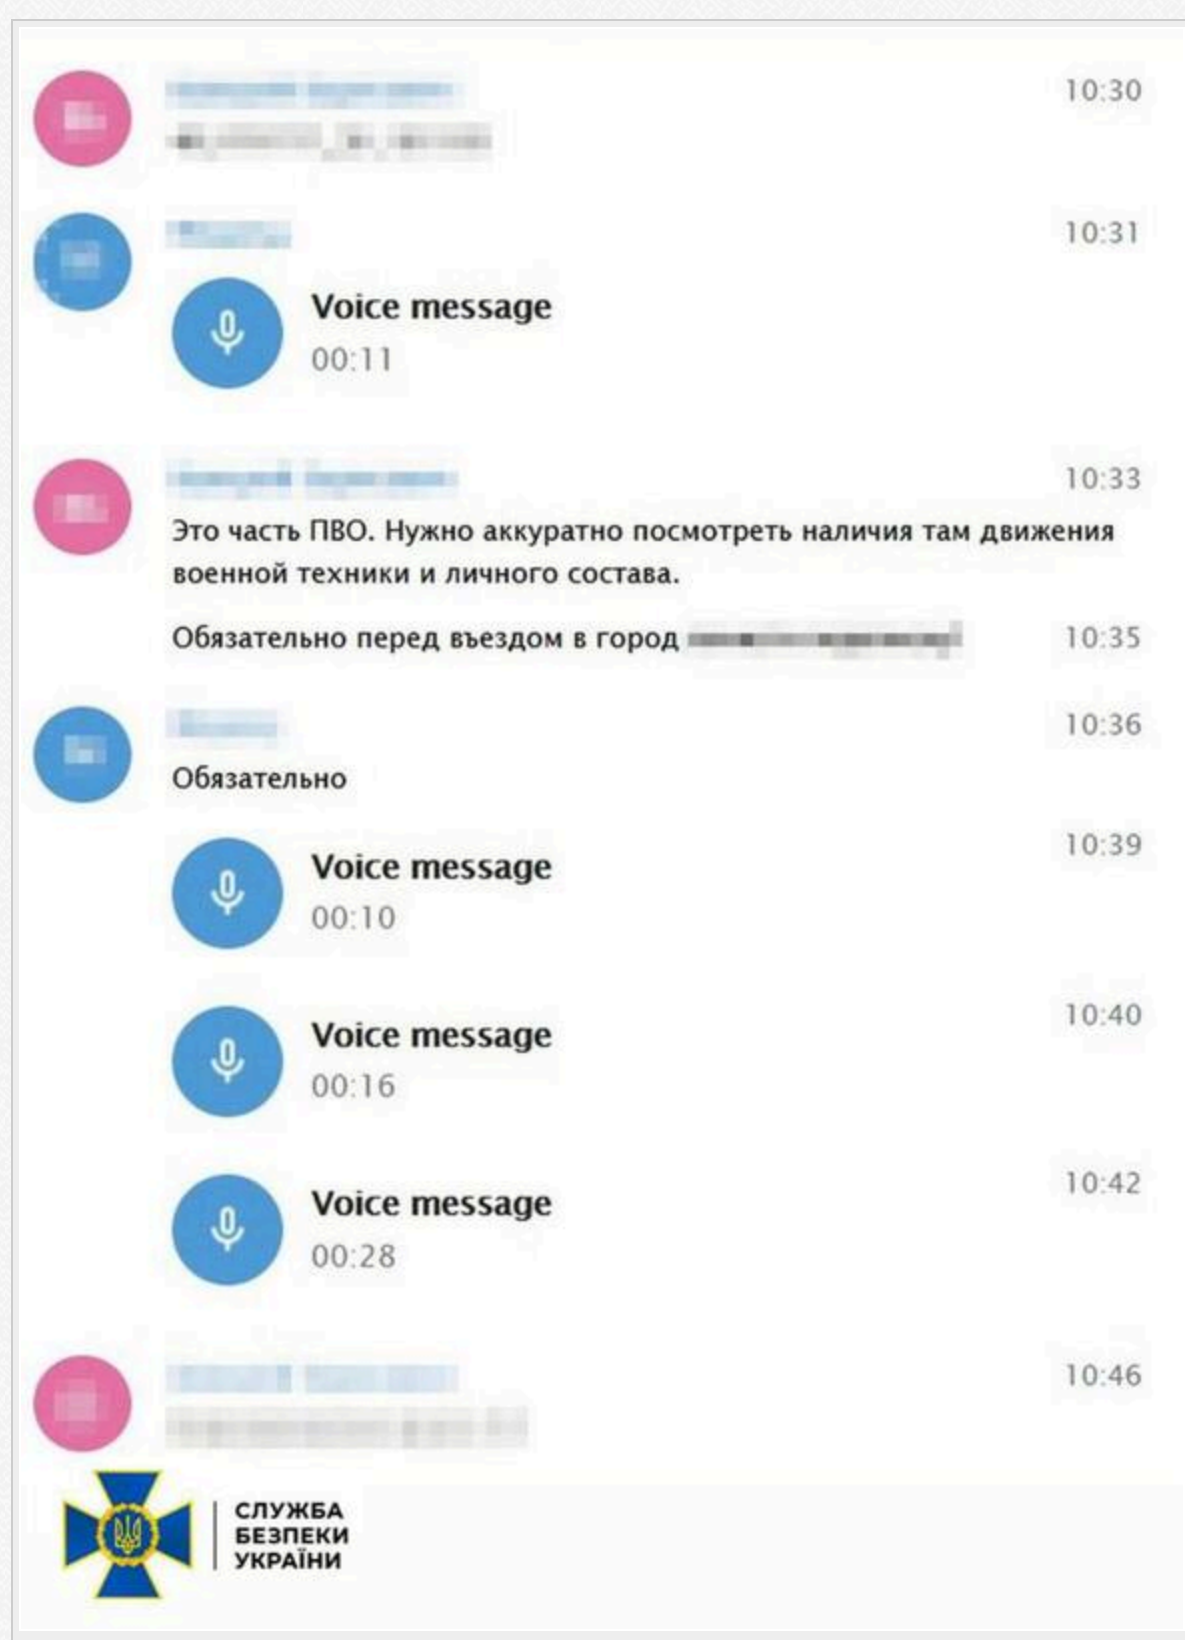 10:30
10:31
Voice message
00:11
10:33
Это часть ПВО. Нужно аккуратно посмотреть наличия там движения
военной техники и личного состава.
Обязательно перед въездом в город
10:35
10:36
Обязательно
10:39
Voice message
00:10
10:40
Voice message
00:16
10:42
Voice message
00:28
10:46
СЛУЖБА
БЕЗПЕКИ
УКРАЇНИ